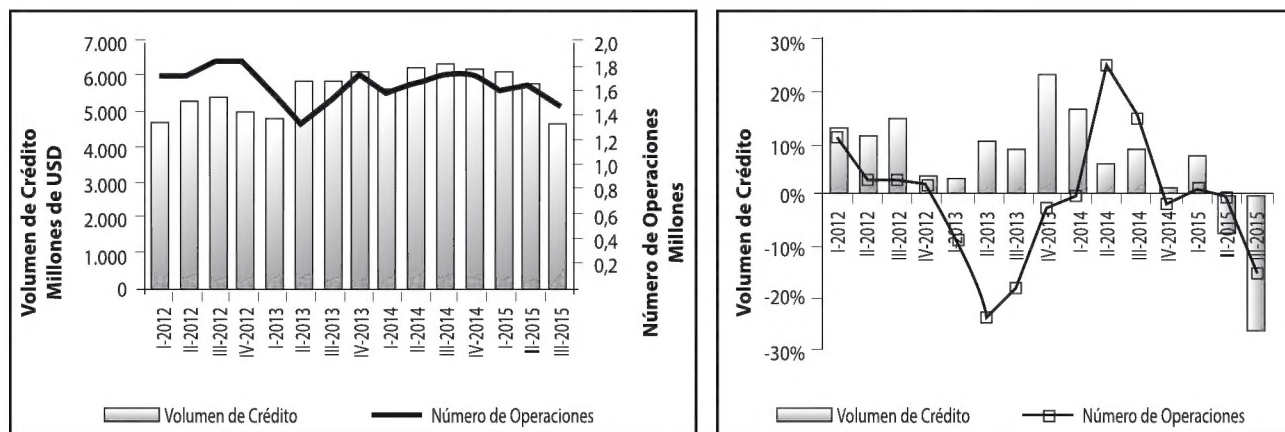 Volumen de Crédito
Millones de USD
7.000
6.000
5.000
4.000
3.000
2.000
1.000
0
2,0
1,8
1,6
1,4
1,2
1,0
0,8
0,6
0,4
0,2
Número de Operaciones
Millones
I-2012
II-2012
III-2012
IV-2012
I-2013
II-2013
III-2013
IV-2013
I-2014
II-2014
III-2014
IV-2014
I-2015
II-2015
III-2015
Volumen de Crédito
Número de Operaciones
Volumen de Crédito
30%
20%
10%
0%
-10%
-20%
-30%
I-2012
II-2012
III-2012
IV-2012
I-2013
II-2013
III-2013
IV-2013
I-2014
II-2014
III-2014
IV-2014
I-2015
II-2015
III-2015
Volumen de Crédito
Número de Operaciones